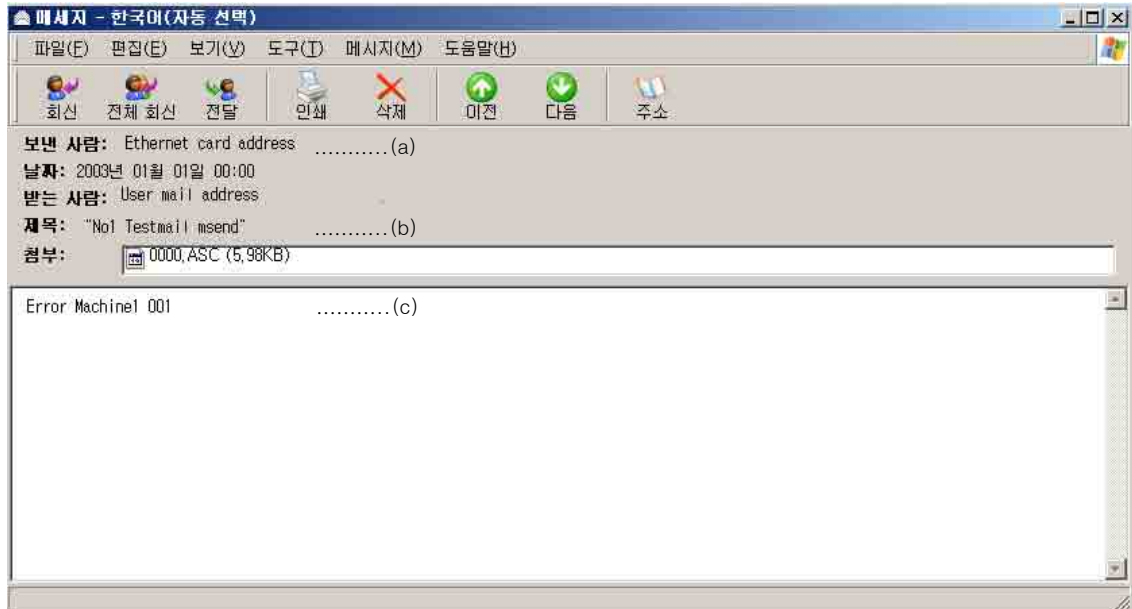 메세지 - 한국어(자동 선택)
파일(F) 편집(E) 보기(V) 도구(T) 메시지(M) 도움말(H)
회신 전체 회신 전달 인쇄 삭제 이전 다음 주소
보낸 사람: Ethernet card address ...........(a)
날짜: 2003년 01월 01일 00:00
받는 사람: User mail address
제목: "No1 Testmail msend" ...........(b)
첨부: 0000.ASC (5,98KB)
Error Machine1 001 ...........(c)